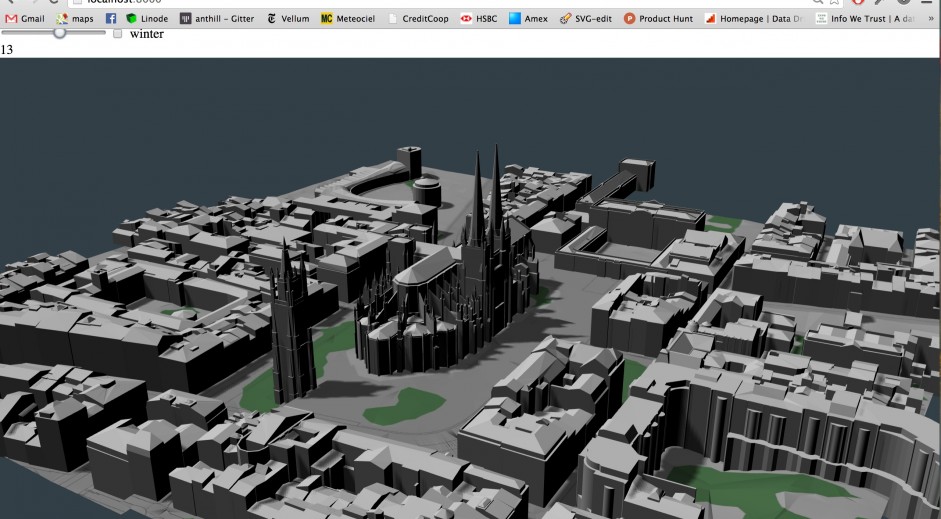 localhost:8000
Gmail maps Linode anthill – Gitter Vellum MC Meteociel CreditCoop HSBC Amex SVG-edit Product Hunt Homepage | Data Dr Info We Trust | A dat »
winter
13